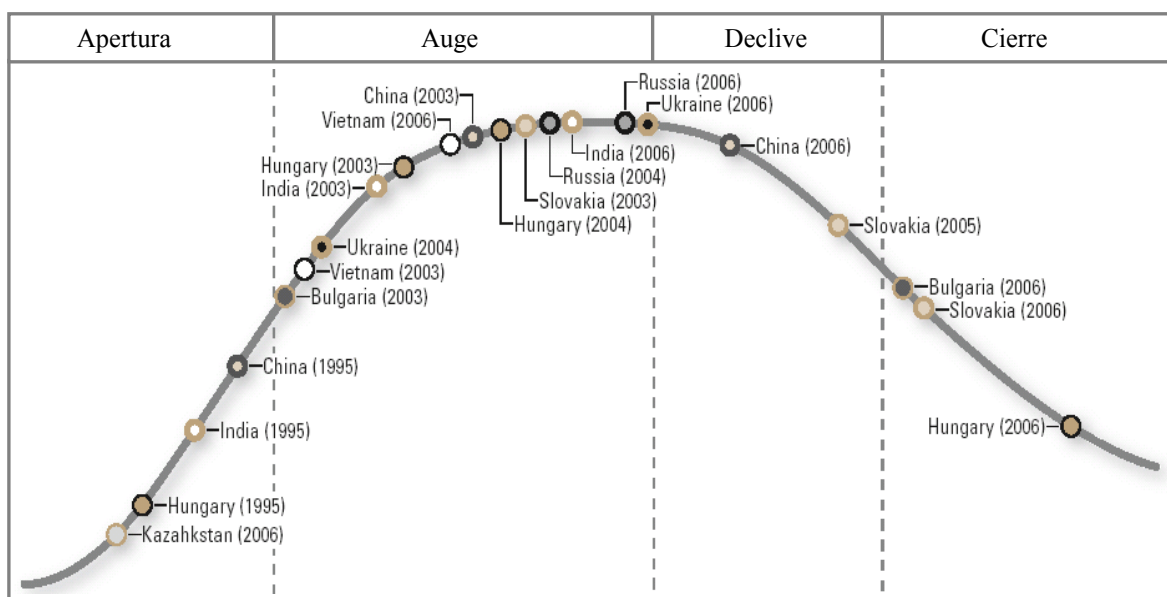 Apertura
Auge
Declive
Cierre
Russia (2006)
China (2003)
Ukraine (2006)
Vietnam (2006)
China (2006)
India (2006)
Hungary (2003)
Russia (2004)
India (2003)
Slovakia (2003)
Hungary (2004)
Slovakia (2005)
Ukraine (2004)
Vietnam (2003)
Bulgaria (2006)
Bulgaria (2003)
Slovakia (2006)
China (1995)
India (1995)
Hungary (2006)
Hungary (1995)
Kazahkstan (2006)